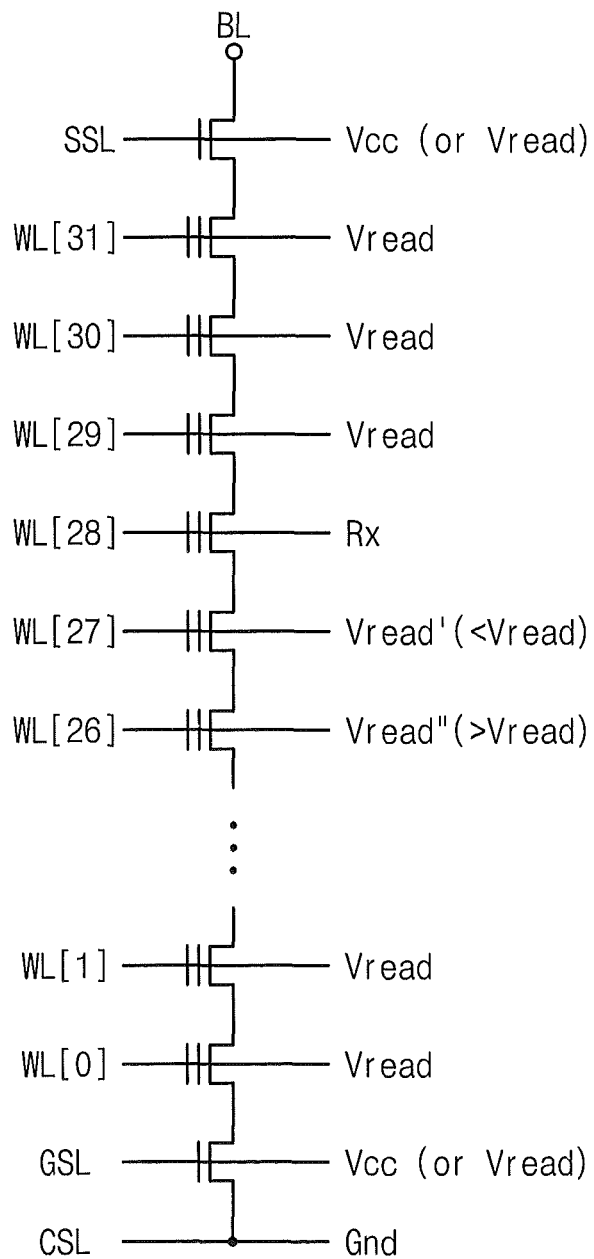 BL
SSL Vcc (or Vread)
WL[31] Vread
WL[30] Vread
WL[29] Vread
WL[28] Rx
WL[27] Vread'(<Vread)
WL[26] Vread"(>Vread)
WL[1] Vread
WL[0] Vread
GSL Vcc (or Vread)
CSL Gnd